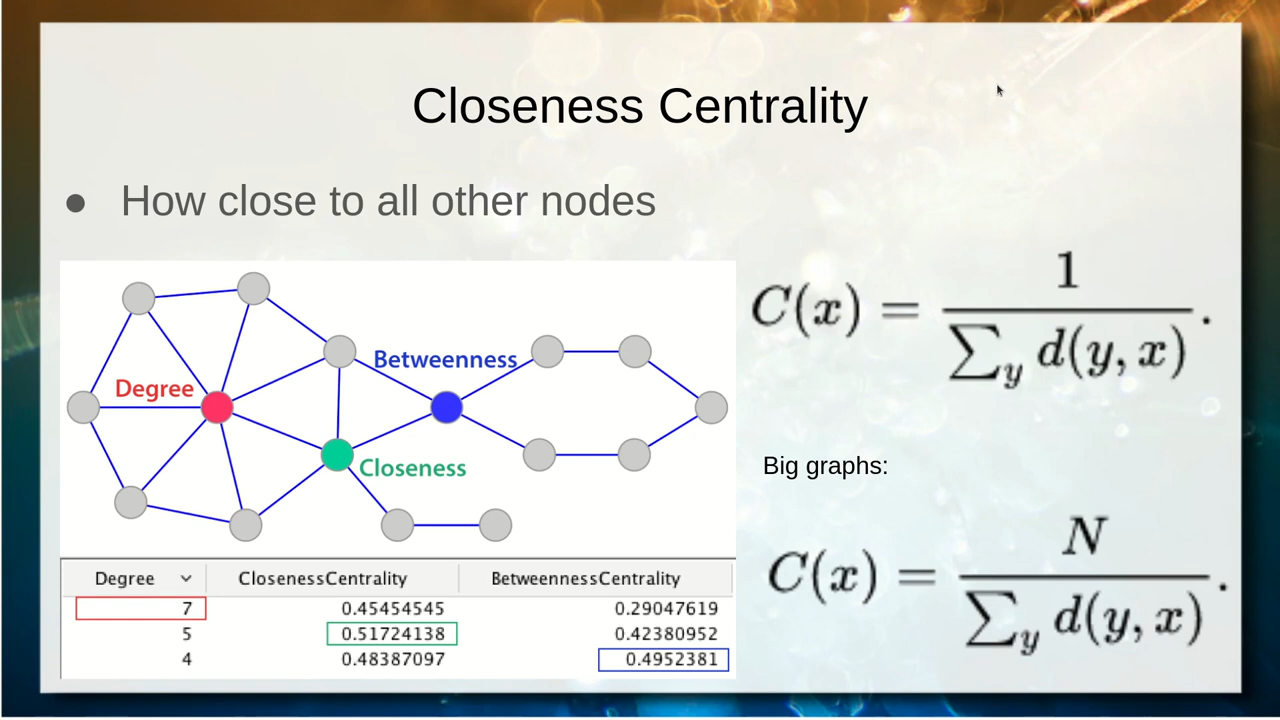 Closeness Centrality
● How close to all other nodes
Degree
Betweenness
Closeness
Degree ClosenessCentrality BetweennessCentrality
7 0.45454545 0.29047619
5 0.51724138 0.42380952
4 0.48387097 0.4952381
C(x) = 1 / ∑_y d(y, x) .
Big graphs:
C(x) = N / ∑_y d(y, x) .